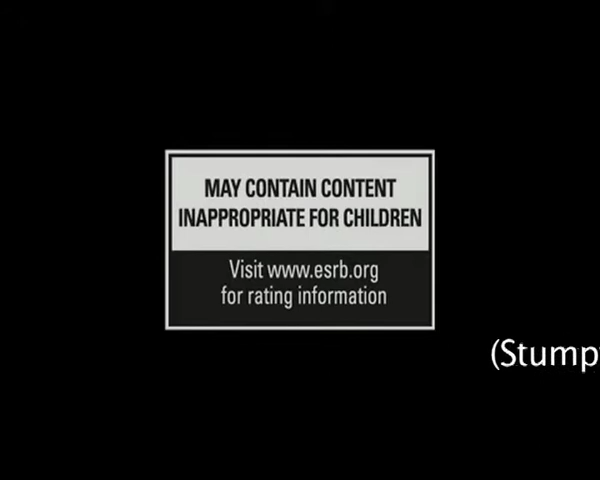 MAY CONTAIN CONTENT
INAPPROPRIATE FOR CHILDREN
Visit www.esrb.org
for rating information
(Stump